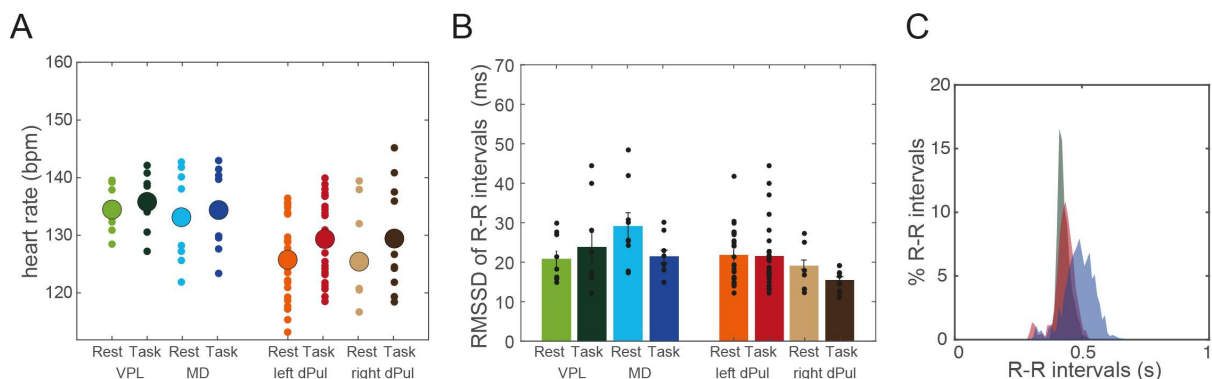 A
heart rate (bpm)
160
150
140
130
120
Rest Task Rest Task Rest Task Rest Task
VPL MD left dPul right dPul
B
RMSSD of R-R intervals (ms)
70
60
50
40
30
20
10
0
Rest Task Rest Task Rest Task Rest Task
VPL MD left dPul right dPul
C
% R-R intervals
20
15
10
5
0
0 0.5 1
R-R intervals (s)